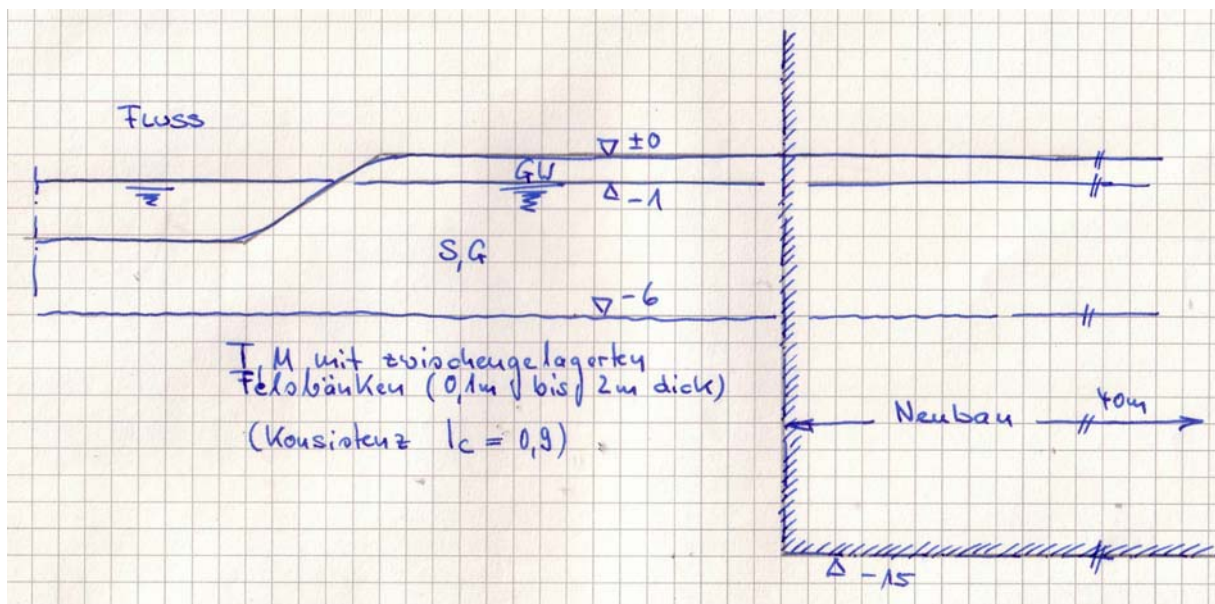 Fluss
±0
GW
-1
S,G
-6
T,M mit zwischengelagerten
Felsbänken (0,1m bis 2m dick)
(Konsistenz Ic = 0,9)
Neubau
40m
-15